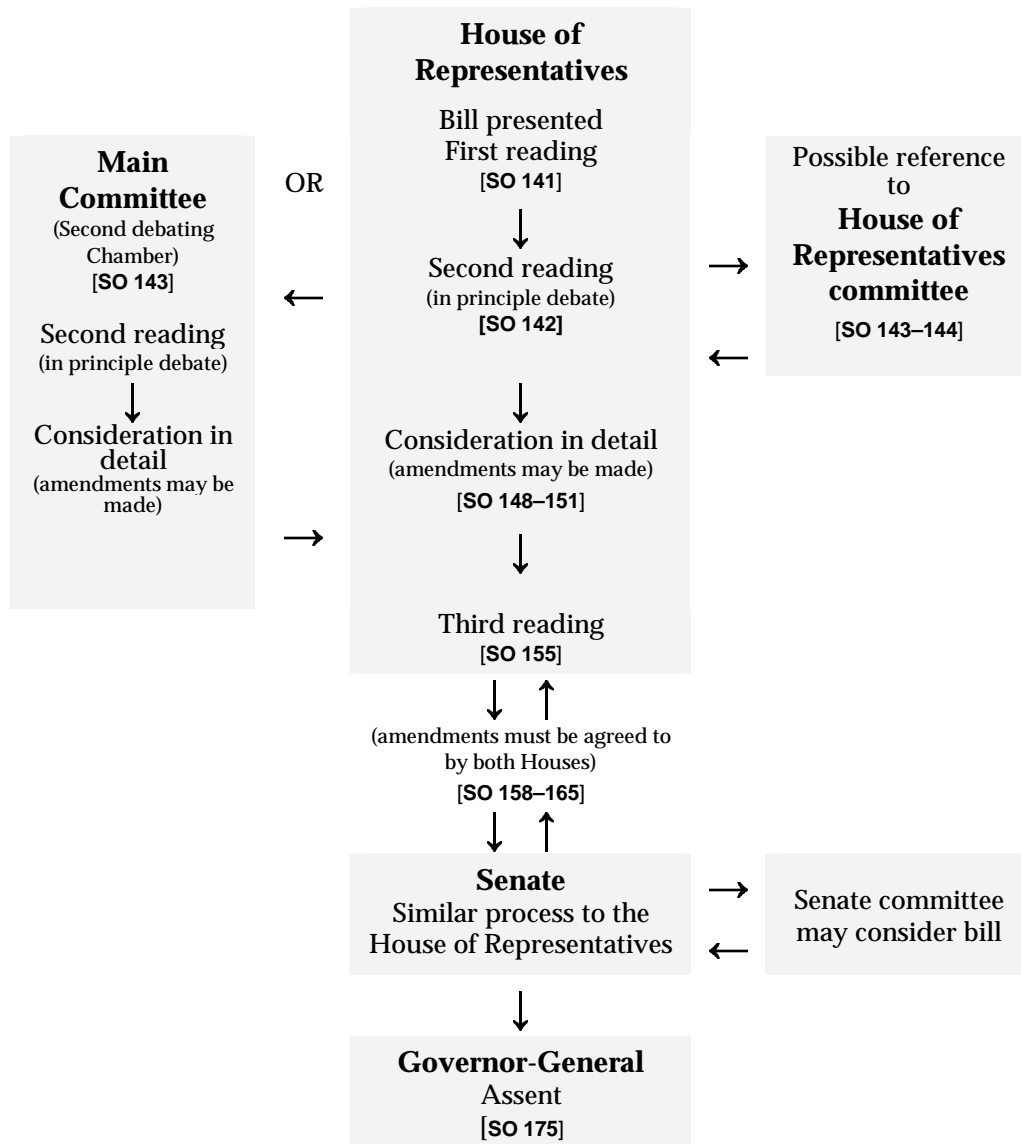 House of
Representatives
Bill presented
First reading
[SO 141]
Main
Committee
(Second debating
Chamber)
[SO 143]
OR
Possible reference
to
House of
Representatives
committee
[SO 143–144]
Second reading
(in principle debate)
[SO 142]
Second reading
(in principle debate)
Consideration in
detail
(amendments may be
made)
Consideration in detail
(amendments may be made)
[SO 148–151]
Third reading
[SO 155]
(amendments must be agreed to
by both Houses)
[SO 158–165]
Senate
Similar process to the
House of Representatives
Senate committee
may consider bill
Governor-General
Assent
[SO 175]